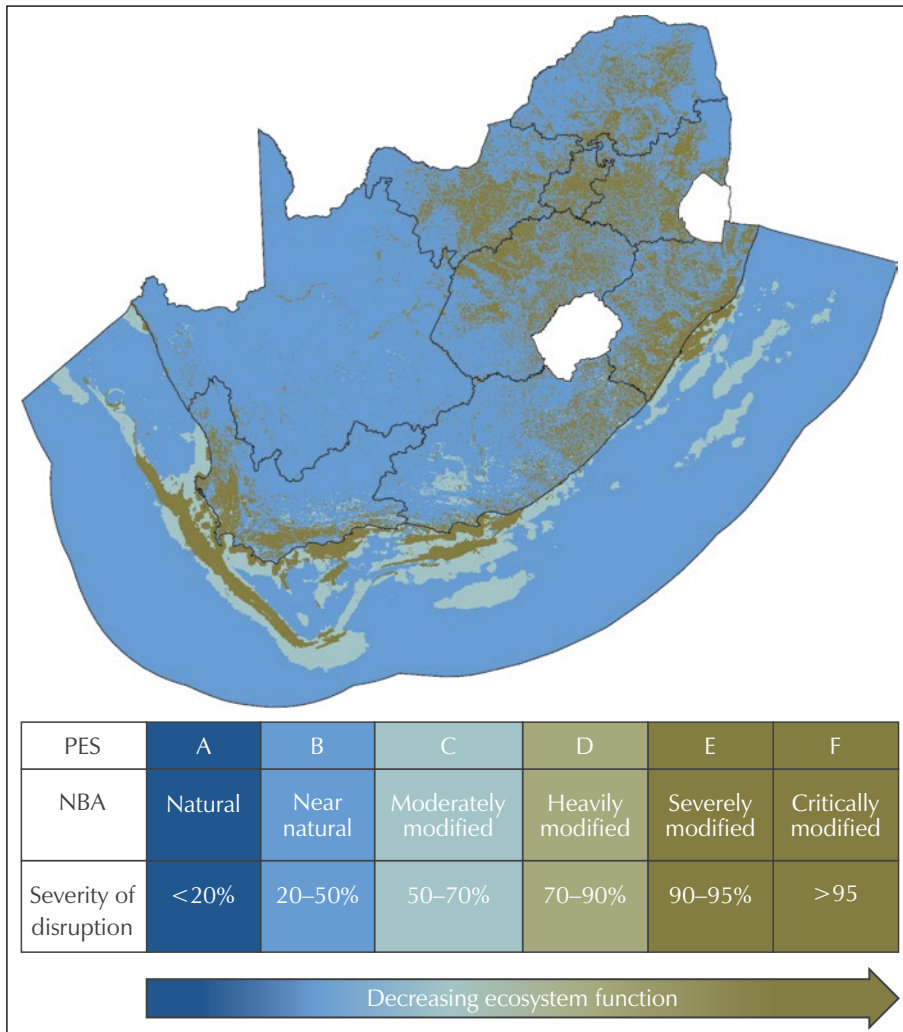 PES A B C D E F
NBA Natural Near natural Moderately modified Heavily modified Severely modified Critically modified
Severity of disruption <20% 20–50% 50–70% 70–90% 90–95% >95
Decreasing ecosystem function